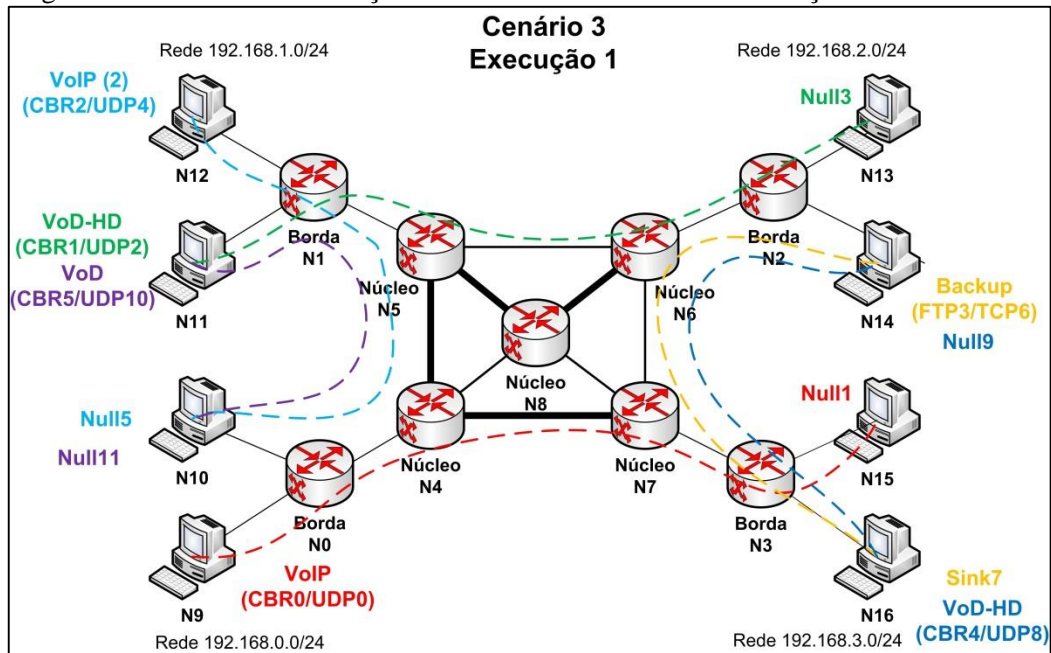 Cenário 3
Execução 1
Rede 192.168.1.0/24
Rede 192.168.2.0/24
VoIP (2)
(CBR2/UDP4)
N12
Null3
N13
VoD-HD
(CBR1/UDP2)
VoD
(CBR5/UDP10)
N11
Borda
N1
Núcleo
N5
Núcleo
N6
Borda
N2
N14
Backup
(FTP3/TCP6)
Null9
Núcleo
N8
Null5
Null11
N10
Núcleo
N4
Núcleo
N7
Null1
N15
Borda
N0
Borda
N3
N9
VoIP
(CBR0/UDP0)
N16
Sink7
VoD-HD
(CBR4/UDP8)
Rede 192.168.0.0/24
Rede 192.168.3.0/24